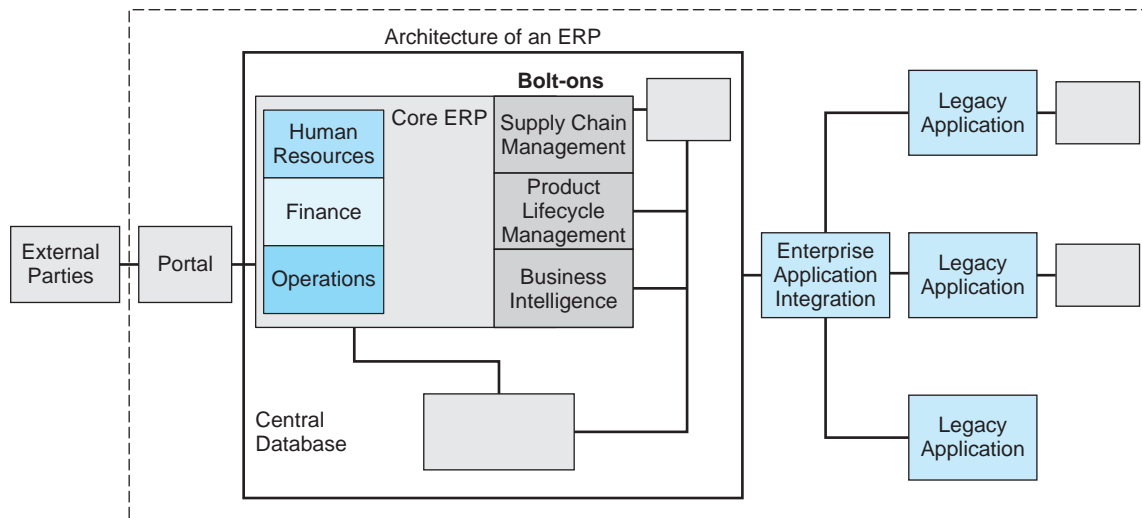 Architecture of an ERP
Bolt-ons
Core ERP
Human
Resources
Finance
Operations
Supply Chain
Management
Product
Lifecycle
Management
Business
Intelligence
External
Parties
Portal
Central
Database
Enterprise
Application
Integration
Legacy
Application
Legacy
Application
Legacy
Application